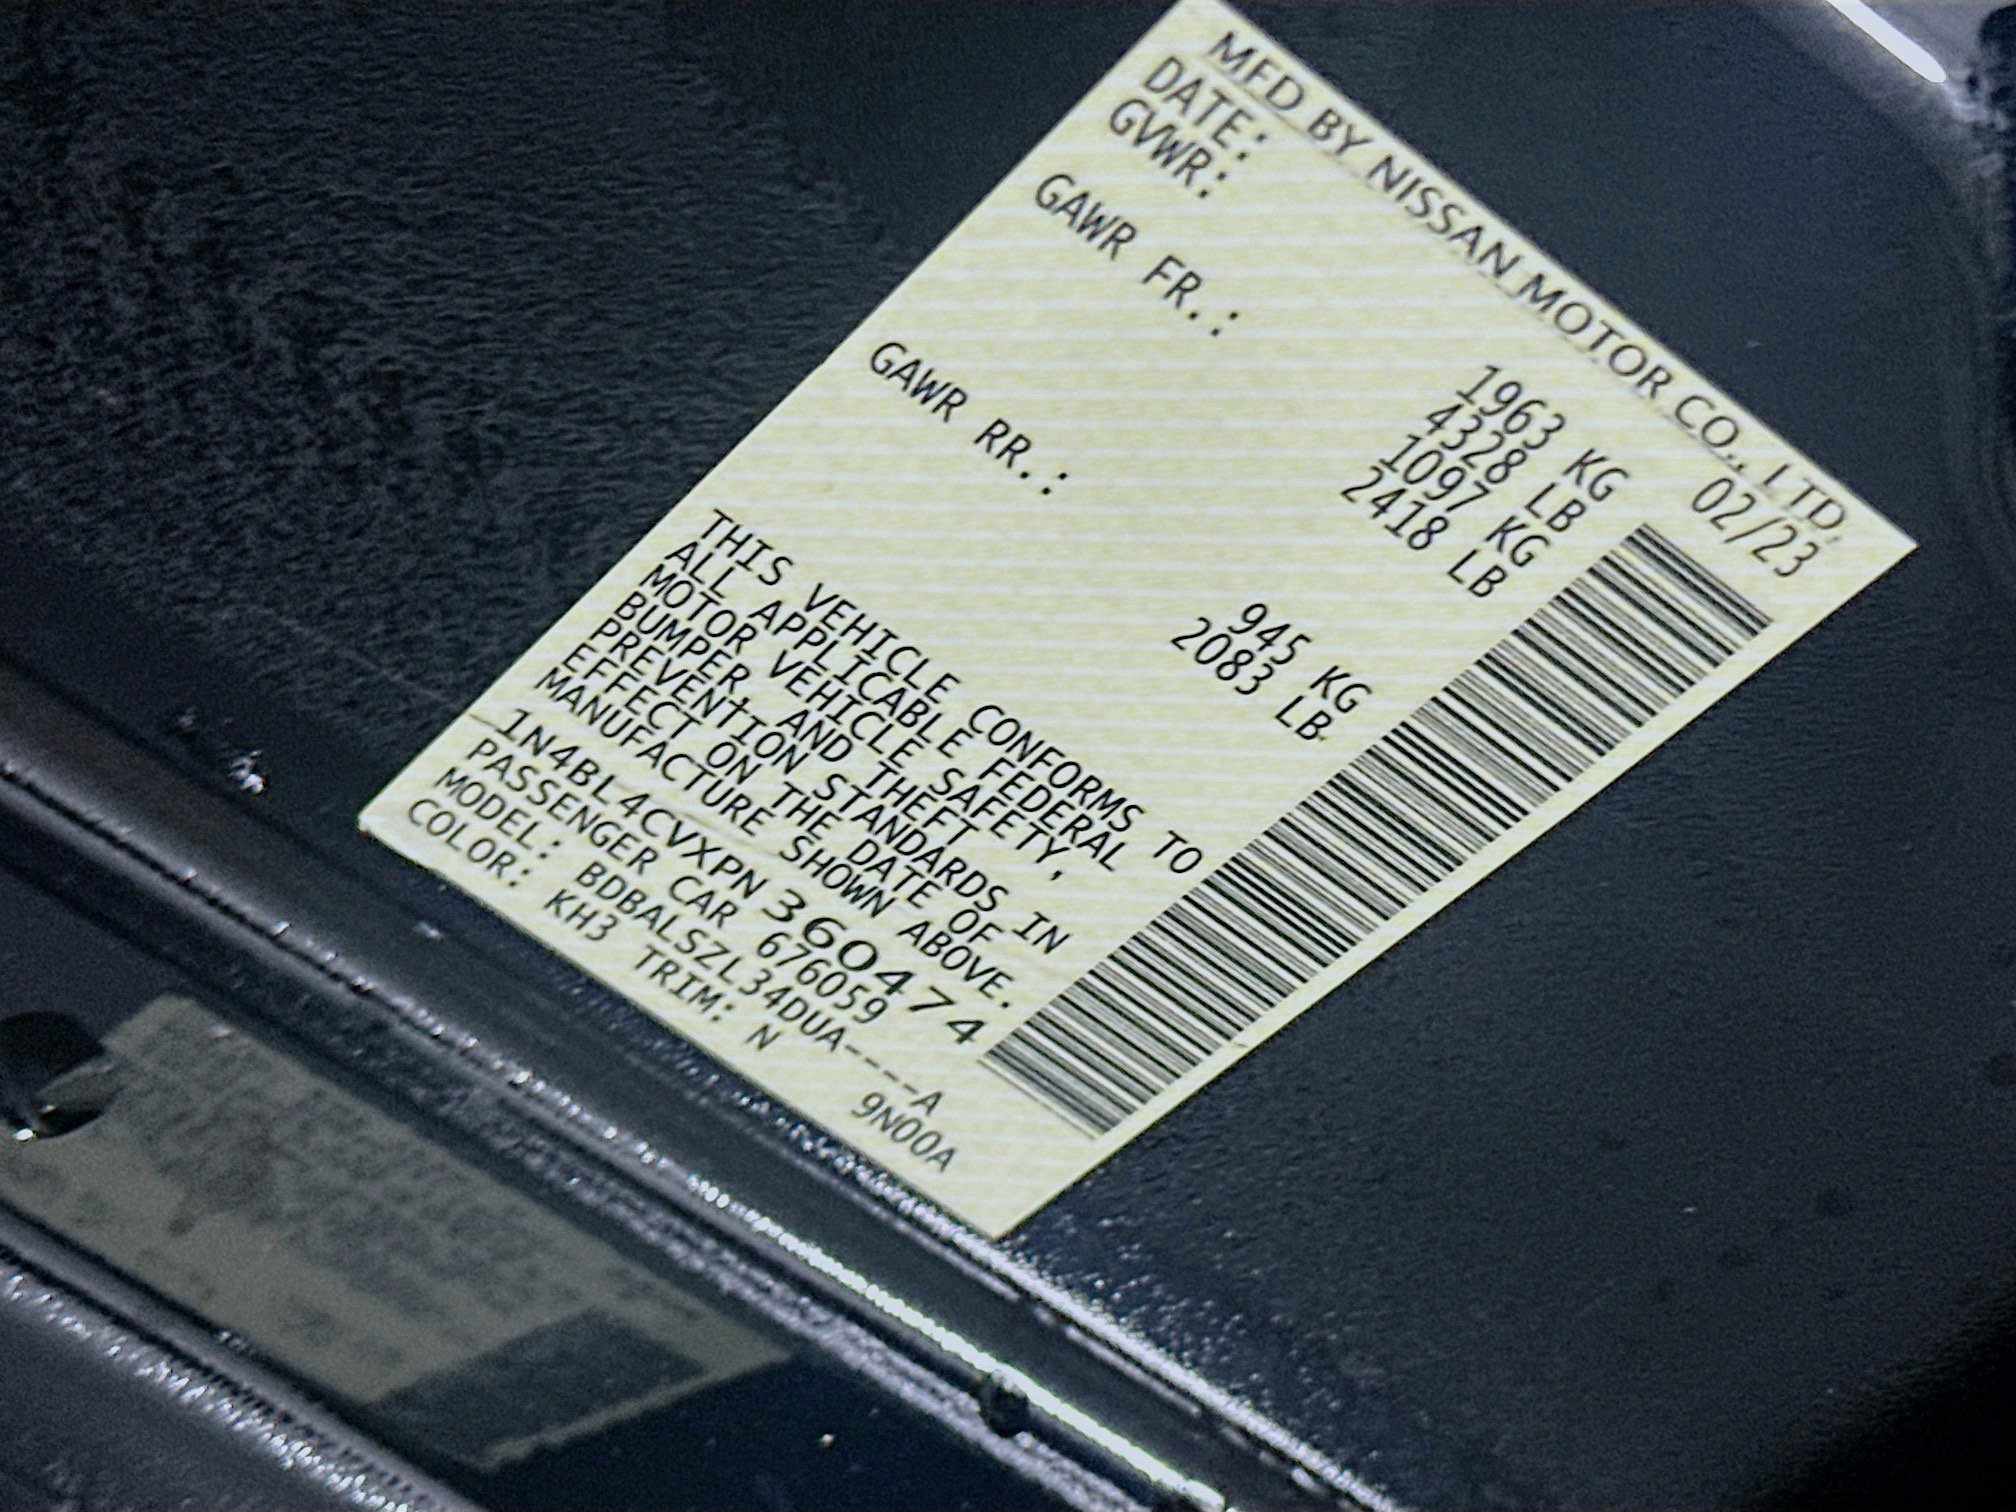 MFD BY NISSAN MOTOR CO., LTD.
DATE: 02/23
GVWR: 1963 KG
4328 LB
GAWR FR.: 1097 KG
2418 LB
GAWR RR.: 945 KG
2083 LB
THIS VEHICLE CONFORMS TO
ALL APPLICABLE FEDERAL
MOTOR VEHICLE SAFETY,
BUMPER, AND THEFT
PREVENTION STANDARDS IN
EFFECT ON THE DATE OF
MANUFACTURE SHOWN ABOVE.
1N4BL4CVXPN 360474
PASSENGER CAR 676059
MODEL: BDBALSZL34DUA----A
COLOR: KH3 TRIM: N 9N00A